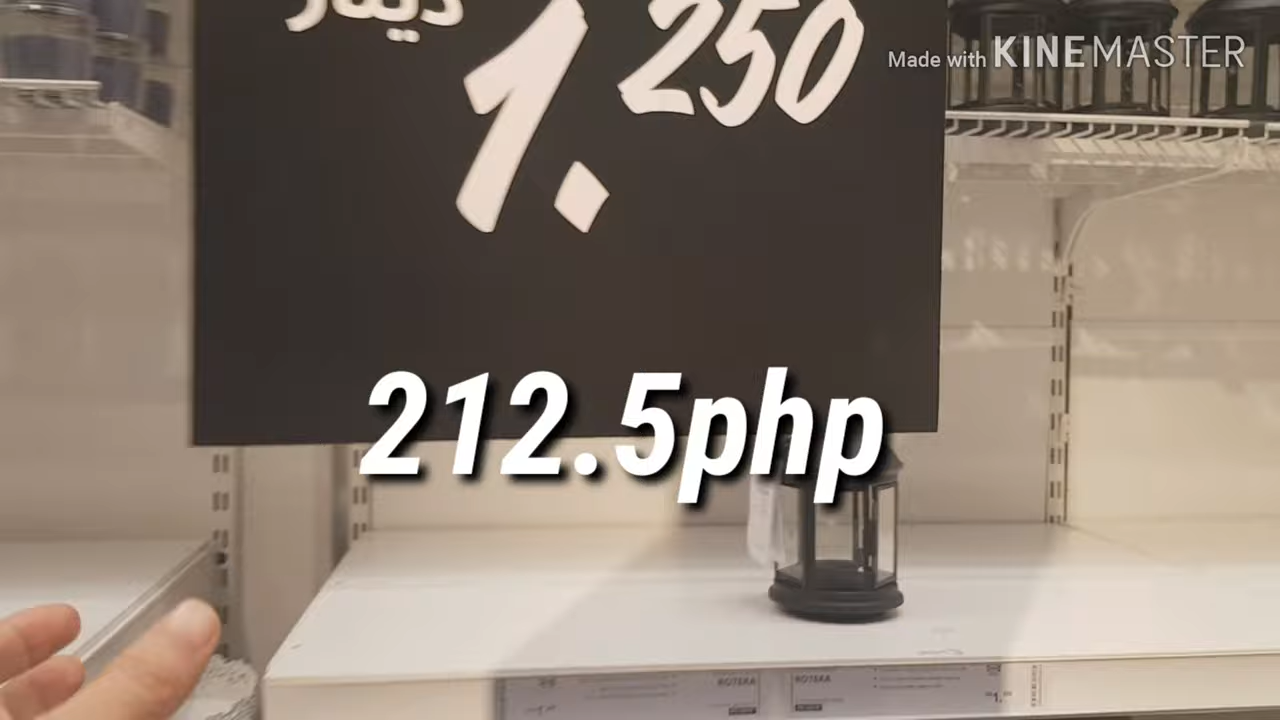 دينار
1.250
Made with KINEMASTER
212.5php
ROTERA
ROTERA